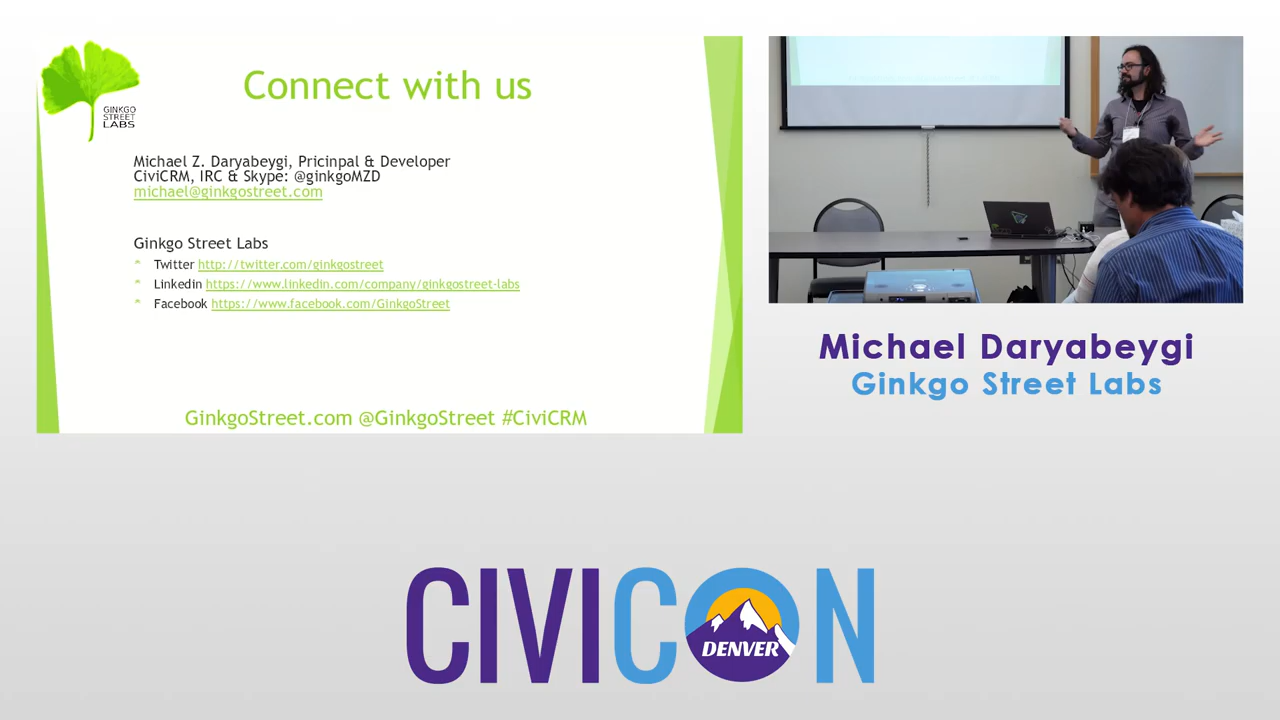 GINKGO
STREET
LABS
Connect with us
Michael Z. Daryabeygi, Pricinpal & Developer
CiviCRM, IRC & Skype: @ginkgoMZD
michael@ginkgostreet.com
Ginkgo Street Labs
Twitter http://twitter.com/ginkgostreet
Linkedin https://www.linkedin.com/company/ginkgostreet-labs
Facebook https://www.facebook.com/GinkgoStreet
GinkgoStreet.com @GinkgoStreet #CiviCRM
Michael Daryabeygi
Ginkgo Street Labs
CIVICON
DENVER